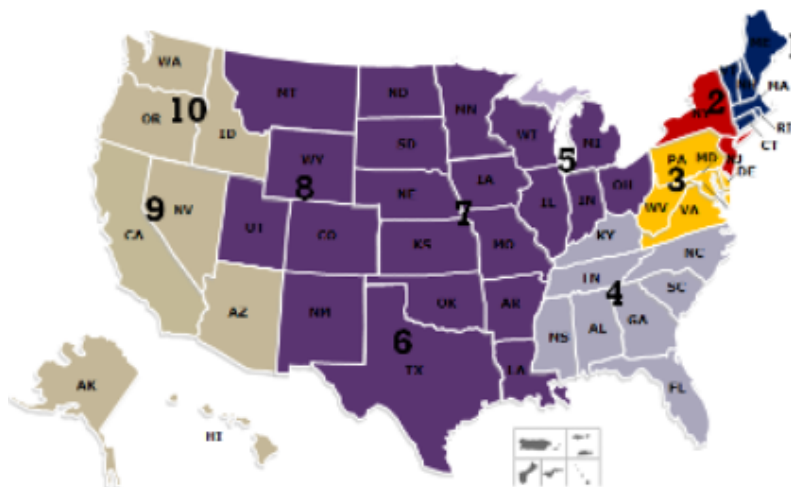 WA
MT
ND
MN
ME
OR
10
ID
WY
SD
WI
MI
NY
2
MA
RI
CT
5
8
NE
IA
7
PA
MD
NJ
DE
3
9
NV
CA
UT
CO
KS
MO
IL
IN
OH
WV
VA
KY
NC
TN
4
SC
AZ
NM
OK
AR
6
TX
LA
MS
AL
GA
FL
AK
HI